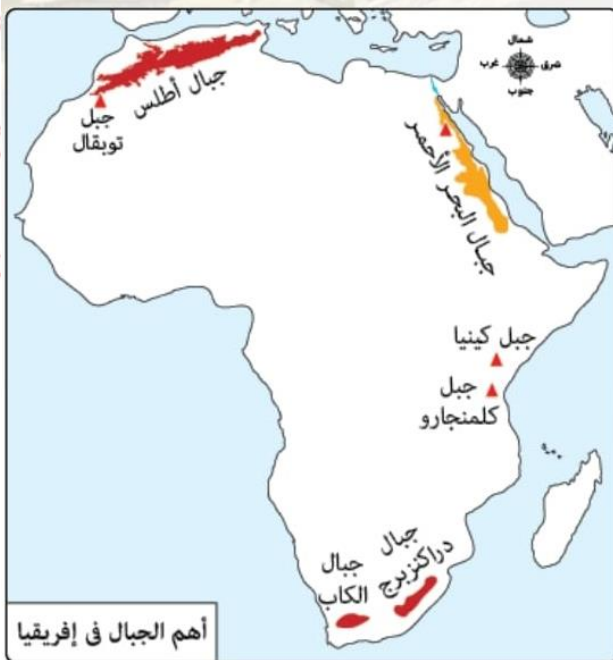 شمال
غرب
شرق
جنوب
جبال أطلس
جبل
توبقال
جبال البحر الأحمر
جبل كينيا
جبل
كلمنجارو
جبال
دراكنزبرج
جبال
الكاب
أهم الجبال فى إفريقيا